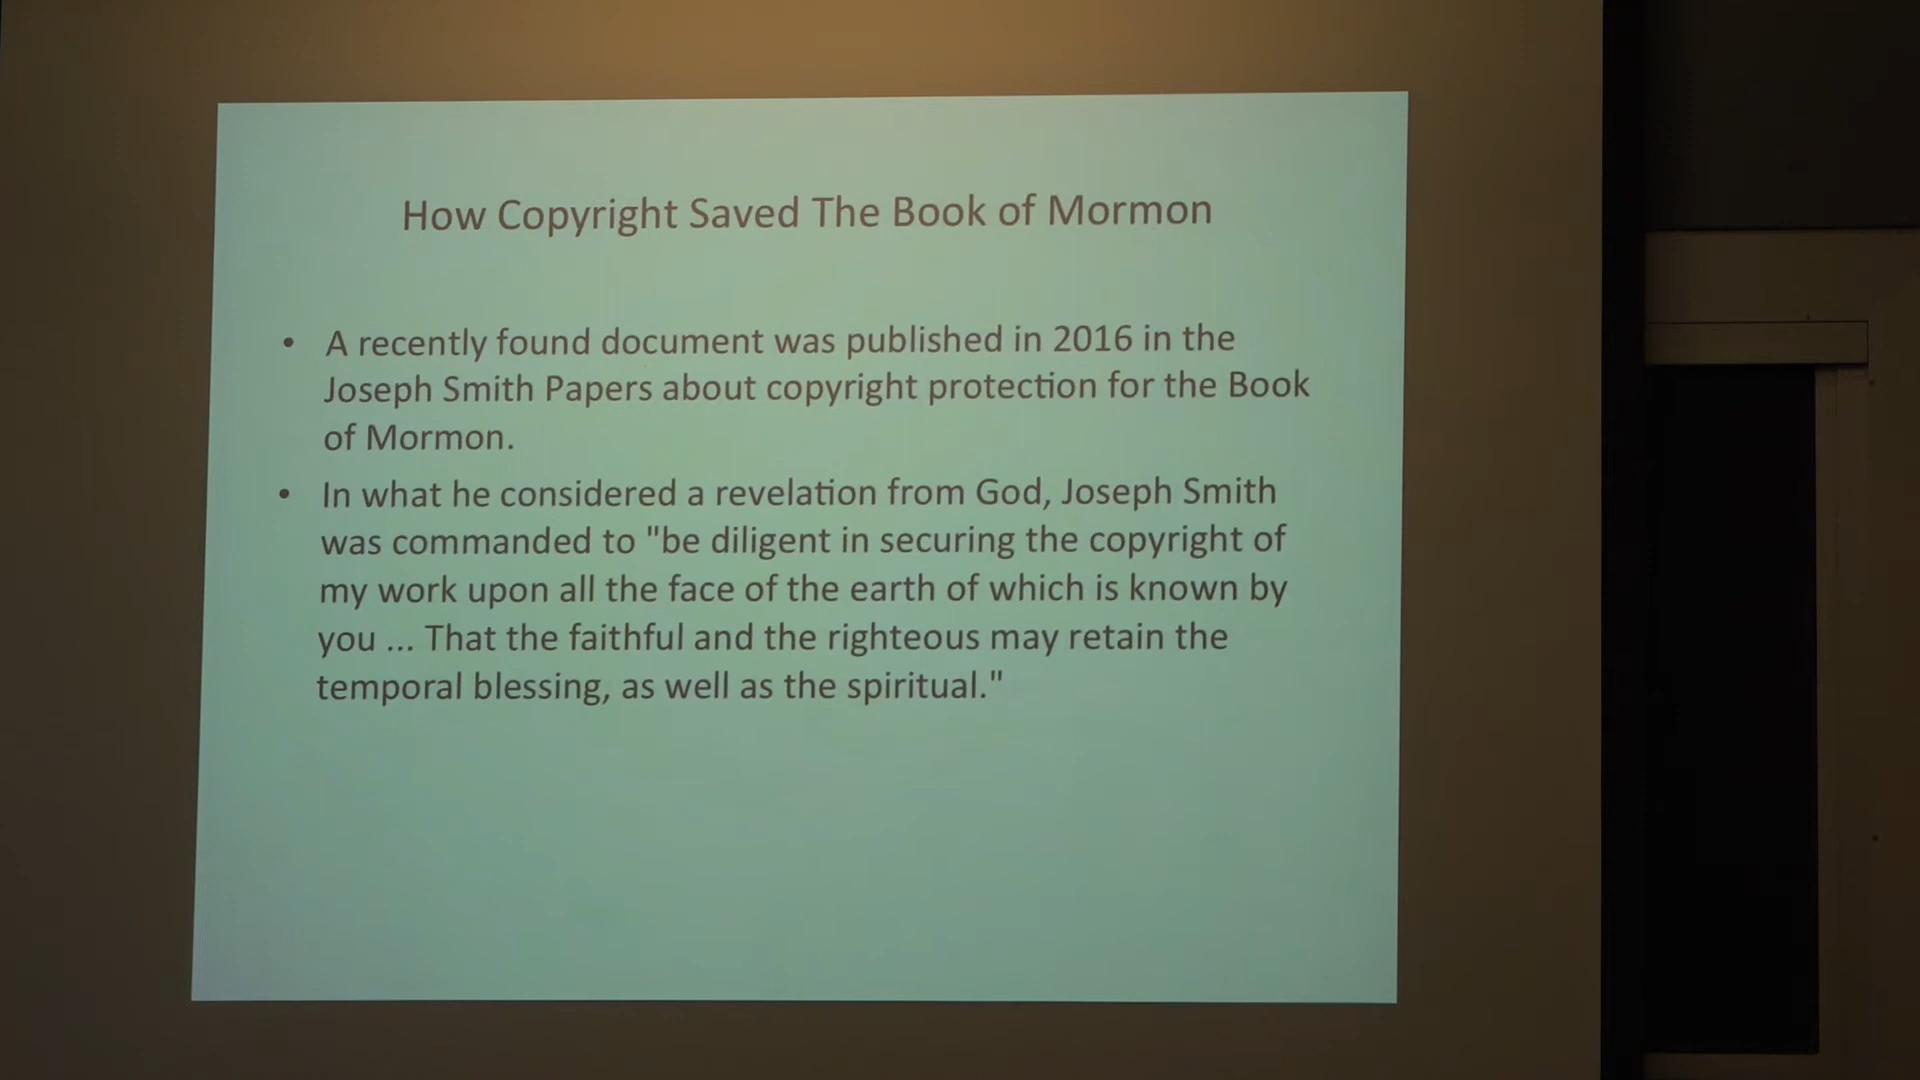 How Copyright Saved The Book of Mormon
• A recently found document was published in 2016 in the
Joseph Smith Papers about copyright protection for the Book
of Mormon.
• In what he considered a revelation from God, Joseph Smith
was commanded to "be diligent in securing the copyright of
my work upon all the face of the earth of which is known by
you ... That the faithful and the righteous may retain the
temporal blessing, as well as the spiritual."